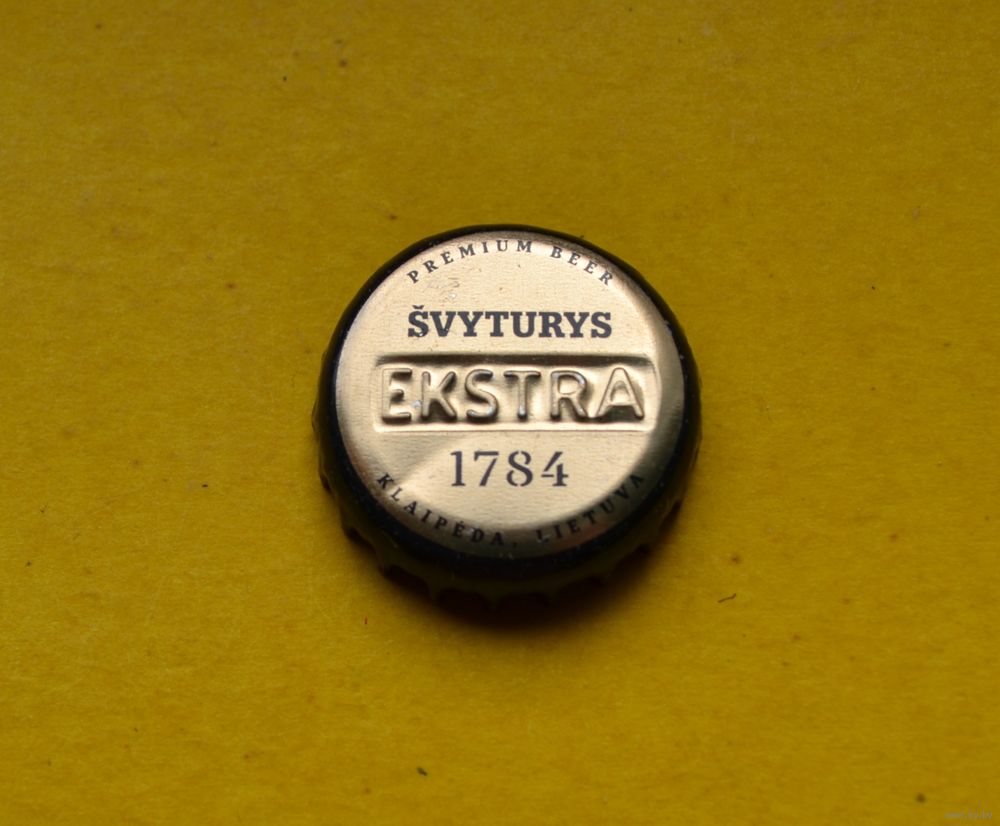 PREMIUM BEER
ŠVYTURYS
EKSTRA
1784
KLAIPĖDA, LIETUVA